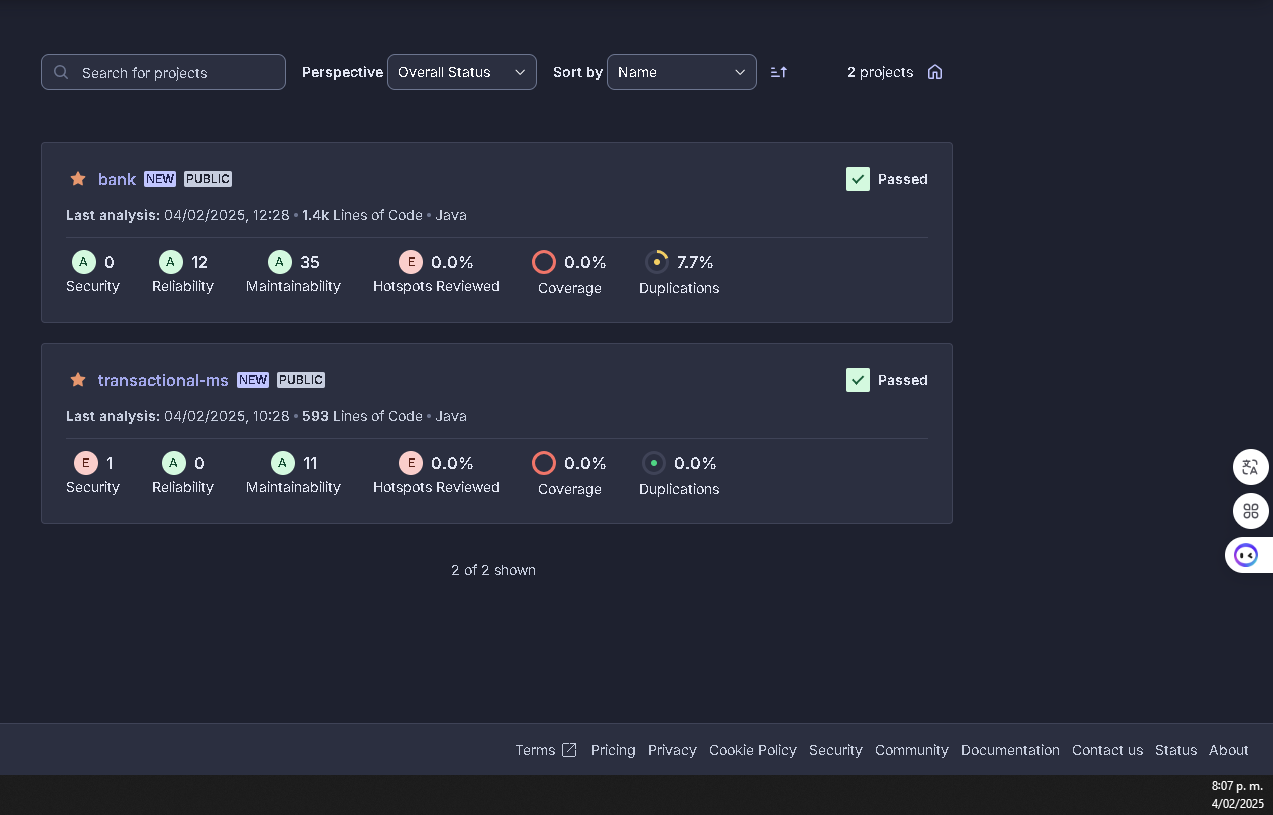 Search for projects Perspective Overall Status Sort by Name 2 projects
bank NEW PUBLIC Passed
Last analysis: 04/02/2025, 12:28 • 1.4k Lines of Code • Java
A 0 A 12 A 35 E 0.0% 0.0% 7.7%
Security Reliability Maintainability Hotspots Reviewed Coverage Duplications
transactional-ms NEW PUBLIC Passed
Last analysis: 04/02/2025, 10:28 • 593 Lines of Code • Java
E 1 A 0 A 11 E 0.0% 0.0% 0.0%
Security Reliability Maintainability Hotspots Reviewed Coverage Duplications
2 of 2 shown
Terms Pricing Privacy Cookie Policy Security Community Documentation Contact us Status About
8:07 p. m.
4/02/2025